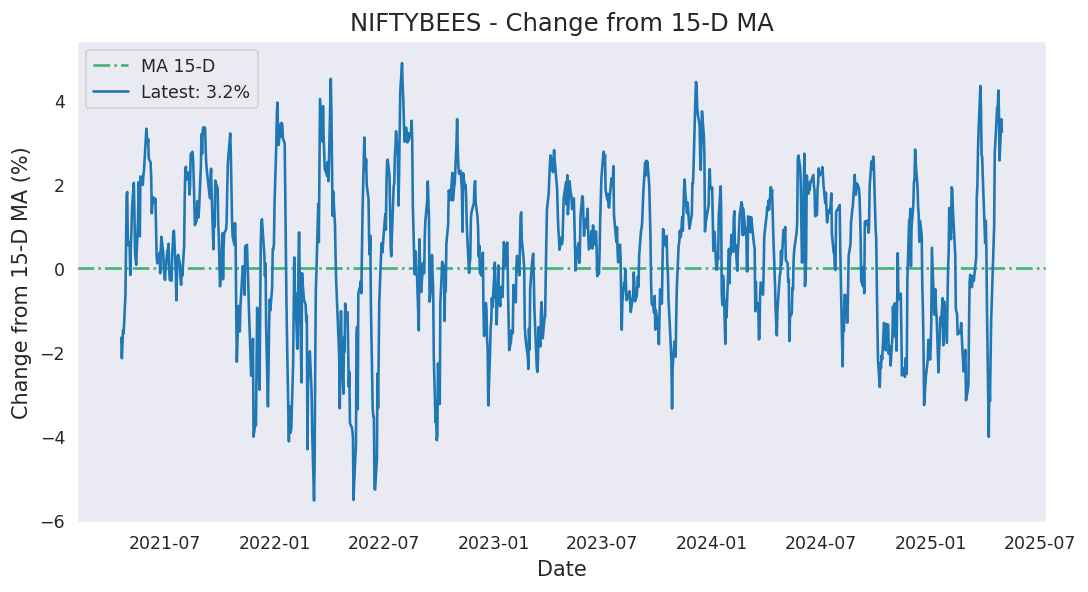 NIFTYBEES - Change from 15-D MA
MA 15-D
Latest: 3.2%
Change from 15-D MA (%)
4
2
0
−2
−4
−6
2021-07 2022-01 2022-07 2023-01 2023-07 2024-01 2024-07 2025-01 2025-07
Date